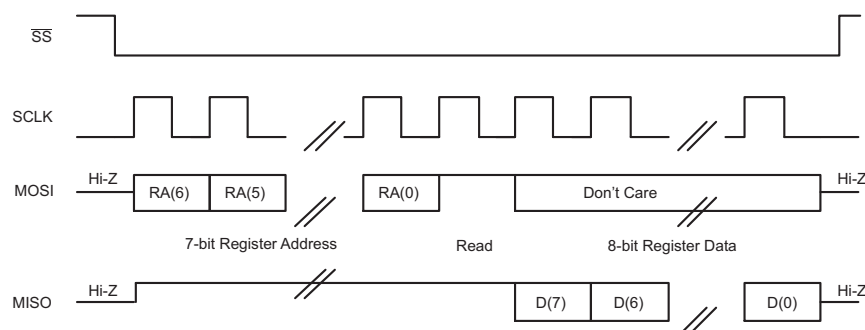 SS
SCLK
Hi-Z
MOSI
RA(6)
RA(5)
RA(0)
Don't Care
Hi-Z
7-bit Register Address
Read
8-bit Register Data
Hi-Z
MISO
D(7)
D(6)
D(0)
Hi-Z